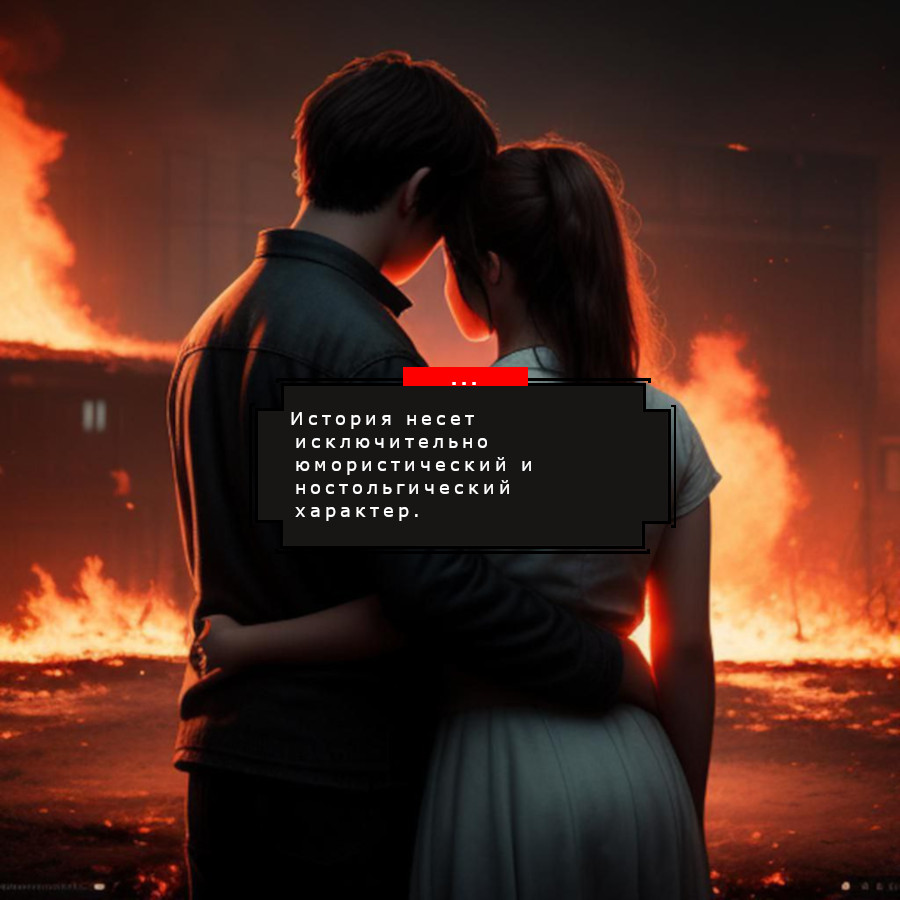 ...
История несет
исключительно
юмористический и
ностольгический
характер.